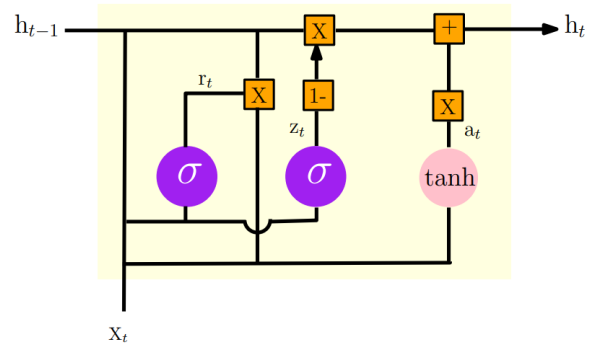 h_{t-1} X + h_t
r_t X 1- X
z_t a_t
σ σ tanh
x_t